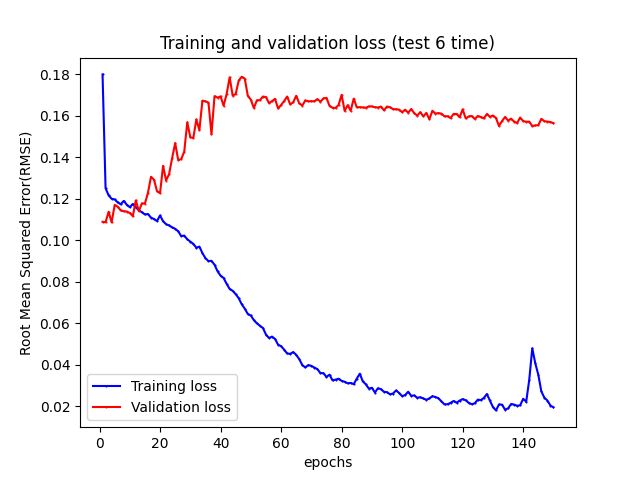 Training and validation loss (test 6 time)
Root Mean Squared Error(RMSE)
0.18
0.16
0.14
0.12
0.10
0.08
0.06
0.04
0.02
Training loss
Validation loss
0 20 40 60 80 100 120 140
epochs